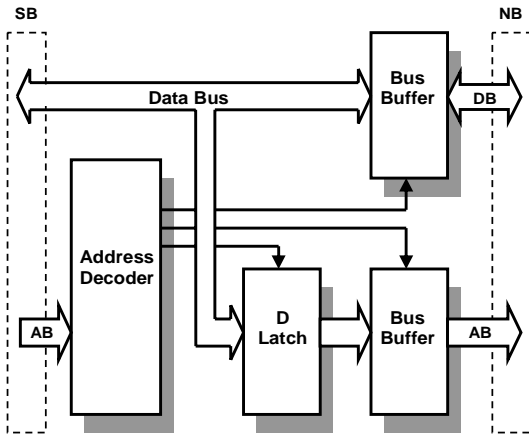 SB
NB
Bus
Buffer
Data Bus
DB
Address
Decoder
D
Latch
Bus
Buffer
AB
AB